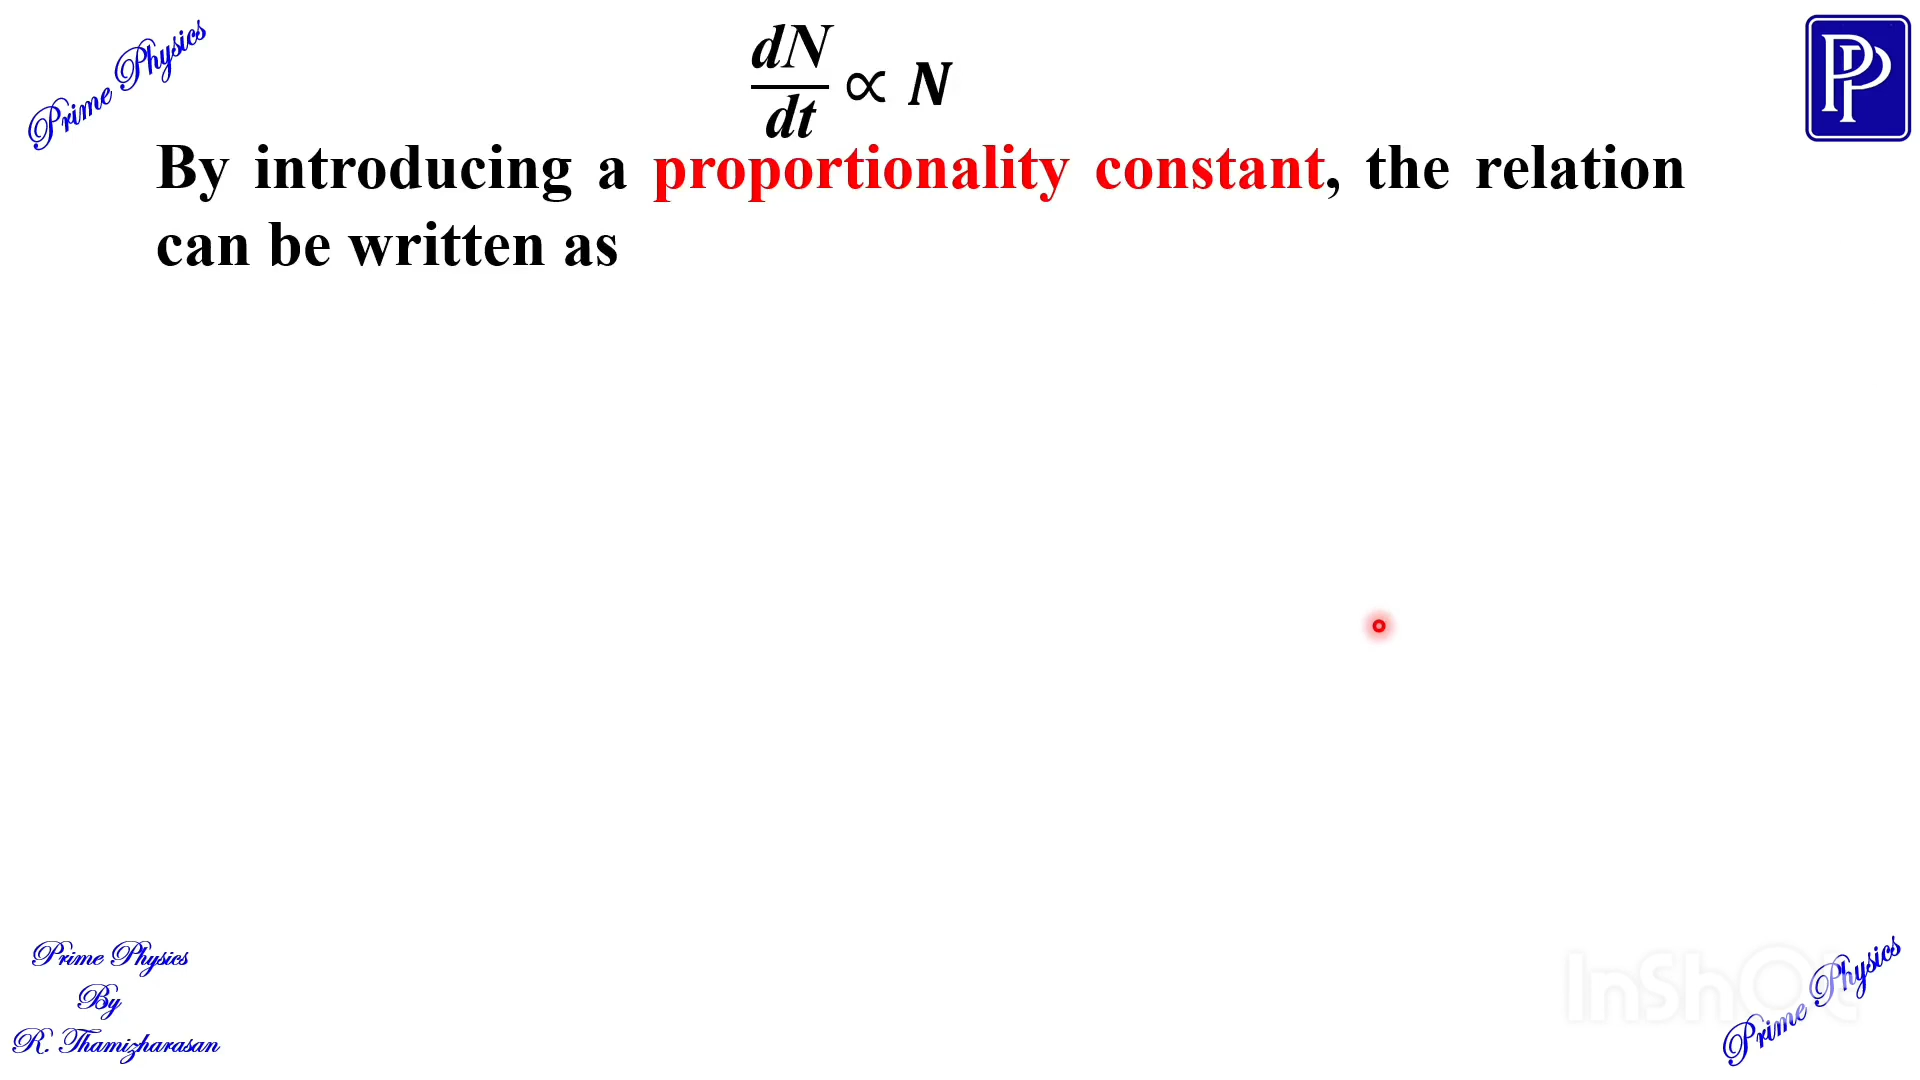 Prime Physics
dN/dt ∝ N
PP
By introducing a proportionality constant, the relation
can be written as
Prime Physics
By
R. Thamizharasan
InShOt
Prime Physics